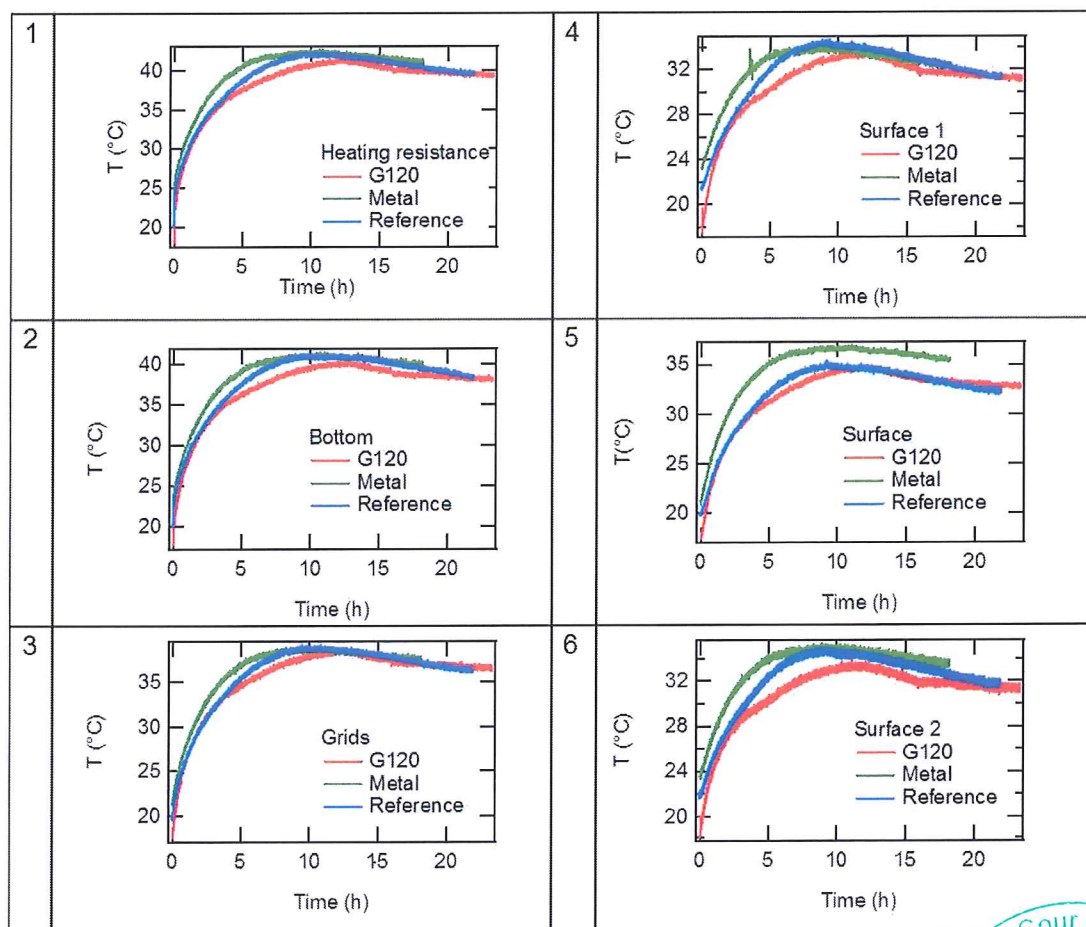 1
T (°C)
40
35
30
25
20
Heating resistance
G120
Metal
Reference
0 5 10 15 20
Time (h)
4
T (°C)
32
28
24
20
Surface 1
G120
Metal
Reference
0 5 10 15 20
Time (h)
2
T (°C)
40
35
30
25
20
Bottom
G120
Metal
Reference
0 5 10 15 20
Time (h)
5
T(°C)
35
30
25
20
Surface
G120
Metal
Reference
0 5 10 15 20
Time (h)
3
T (°C)
35
30
25
20
Grids
G120
Metal
Reference
0 5 10 15 20
Time (h)
6
T (°C)
32
28
24
20
Surface 2
G120
Metal
Reference
0 5 10 15 20
Time (h)